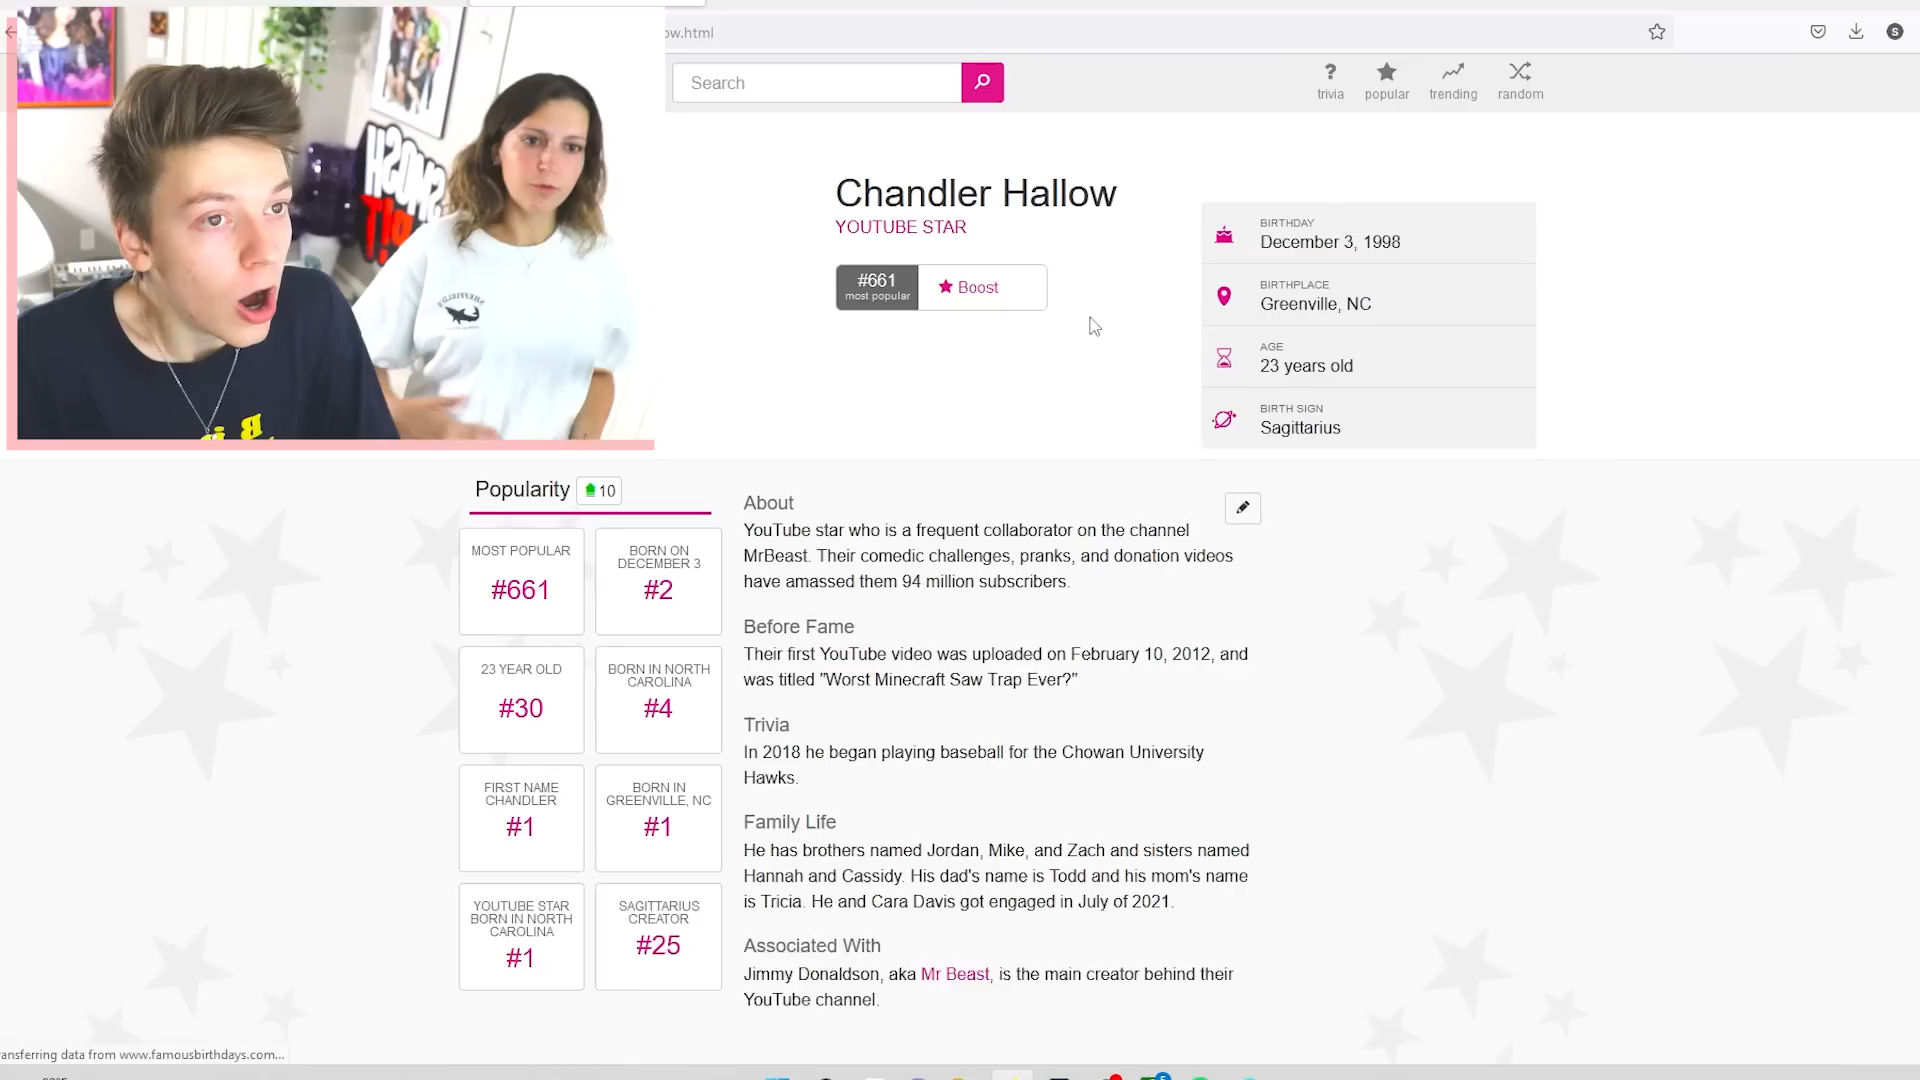 ow.html
S
Search
trivia
popular
trending
random
SMOSH
PIT
Chandler Hallow
YOUTUBE STAR
#661
most popular
Boost
BIRTHDAY
December 3, 1998
BIRTHPLACE
Greenville, NC
AGE
23 years old
BIRTH SIGN
Sagittarius
Popularity
10
MOST POPULAR
#661
BORN ON
DECEMBER 3
#2
23 YEAR OLD
#30
BORN IN NORTH
CAROLINA
#4
FIRST NAME
CHANDLER
#1
BORN IN
GREENVILLE, NC
#1
YOUTUBE STAR
BORN IN NORTH
CAROLINA
#1
SAGITTARIUS
CREATOR
#25
About
YouTube star who is a frequent collaborator on the channel
MrBeast. Their comedic challenges, pranks, and donation videos
have amassed them 94 million subscribers.
Before Fame
Their first YouTube video was uploaded on February 10, 2012, and
was titled "Worst Minecraft Saw Trap Ever?"
Trivia
In 2018 he began playing baseball for the Chowan University
Hawks.
Family Life
He has brothers named Jordan, Mike, and Zach and sisters named
Hannah and Cassidy. His dad's name is Todd and his mom's name
is Tricia. He and Cara Davis got engaged in July of 2021.
Associated With
Jimmy Donaldson, aka Mr Beast, is the main creator behind their
YouTube channel.
ansferring data from www.famousbirthdays.com...